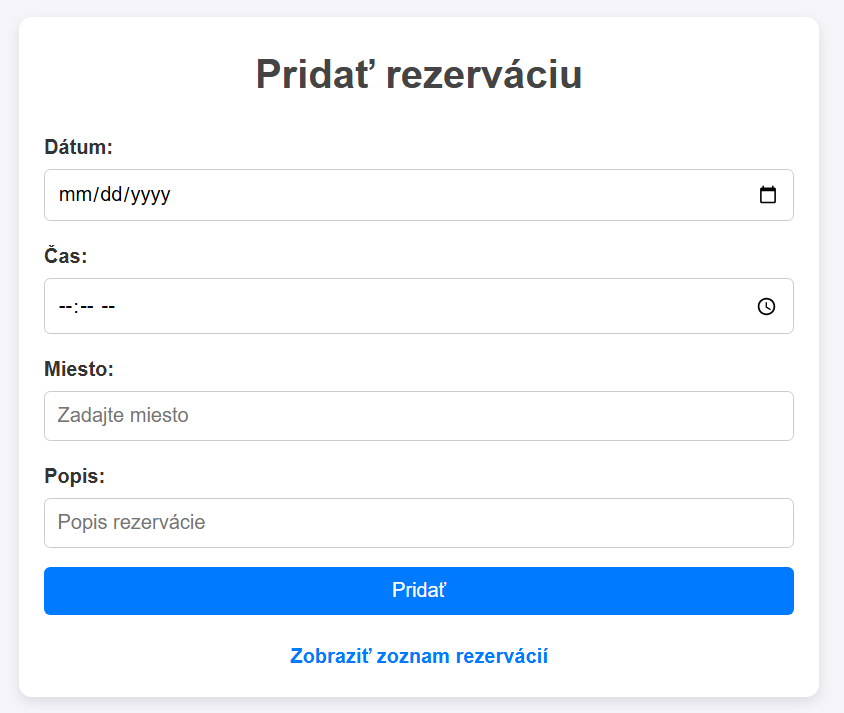 Pridať rezerváciu
Dátum:
mm/dd/yyyy
Čas:
--:-- --
Miesto:
Zadajte miesto
Popis:
Popis rezervácie
Pridať
Zobraziť zoznam rezervácií